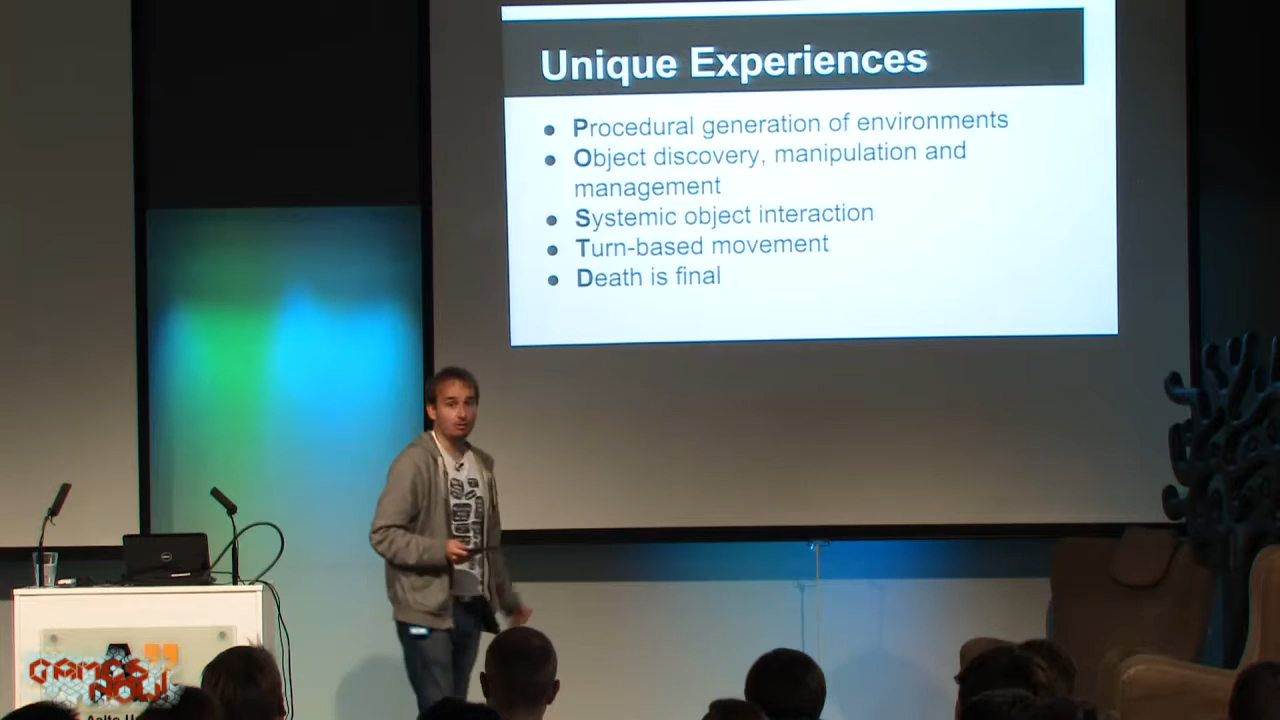 Unique Experiences
Procedural generation of environments
Object discovery, manipulation and
management
Systemic object interaction
Turn-based movement
Death is final
GAMES
NOW!